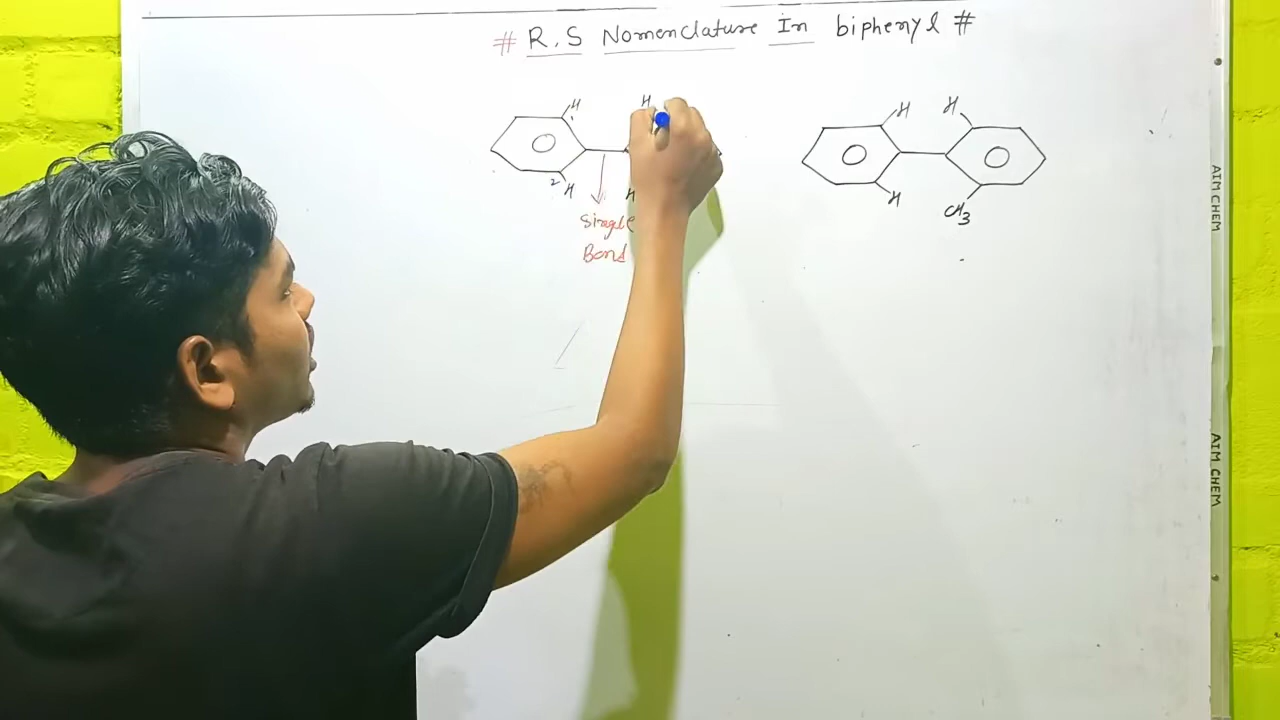 # R.S Nomenclature In biphenyl #
H H
H H
2 H H
H CH3
Single
Bond
AIM CHEM
AIM CHEM